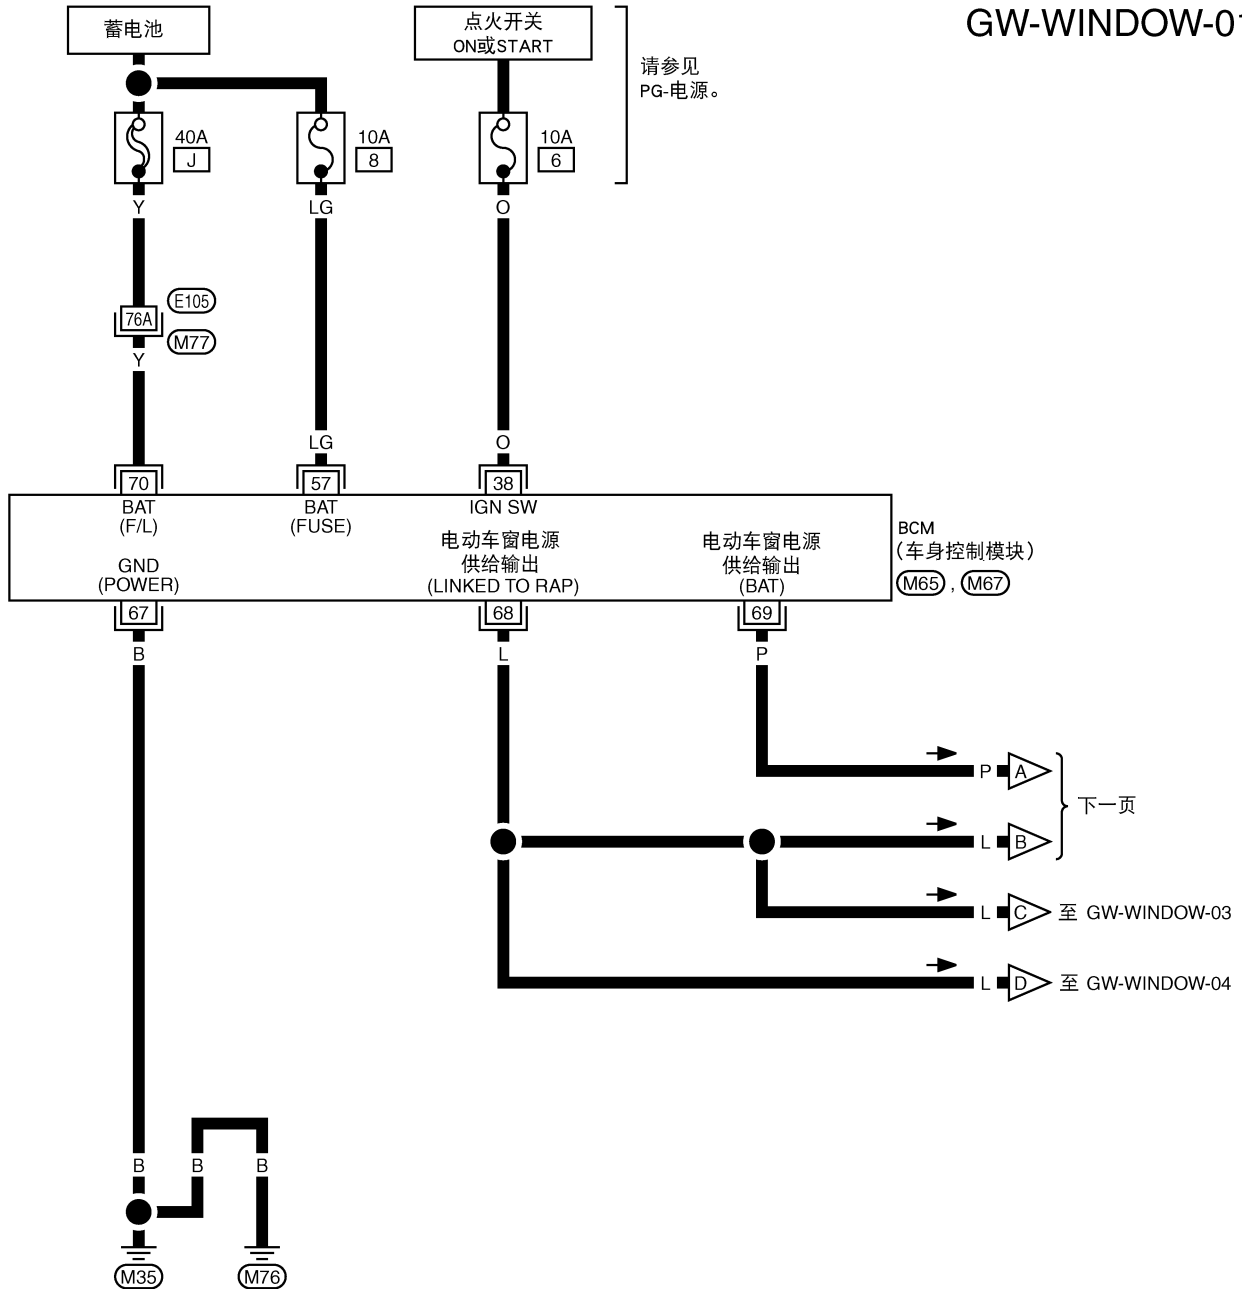 GW-WINDOW-01
蓄电池
点火开关
ON或START
请参见
PG-电源。
40A
J
10A
8
10A
6
Y
LG
O
E105
76A
M77
Y
LG
O
70
57
38
BAT
(F/L)
BAT
(FUSE)
IGN SW
GND
(POWER)
电动车窗电源
供给输出
(LINKED TO RAP)
电动车窗电源
供给输出
(BAT)
BCM
(车身控制模块)
M65 , M67
67
68
69
B
L
P
P A
下一页
L B
L C 至 GW-WINDOW-03
L D 至 GW-WINDOW-04
B
B
B
M35
M76